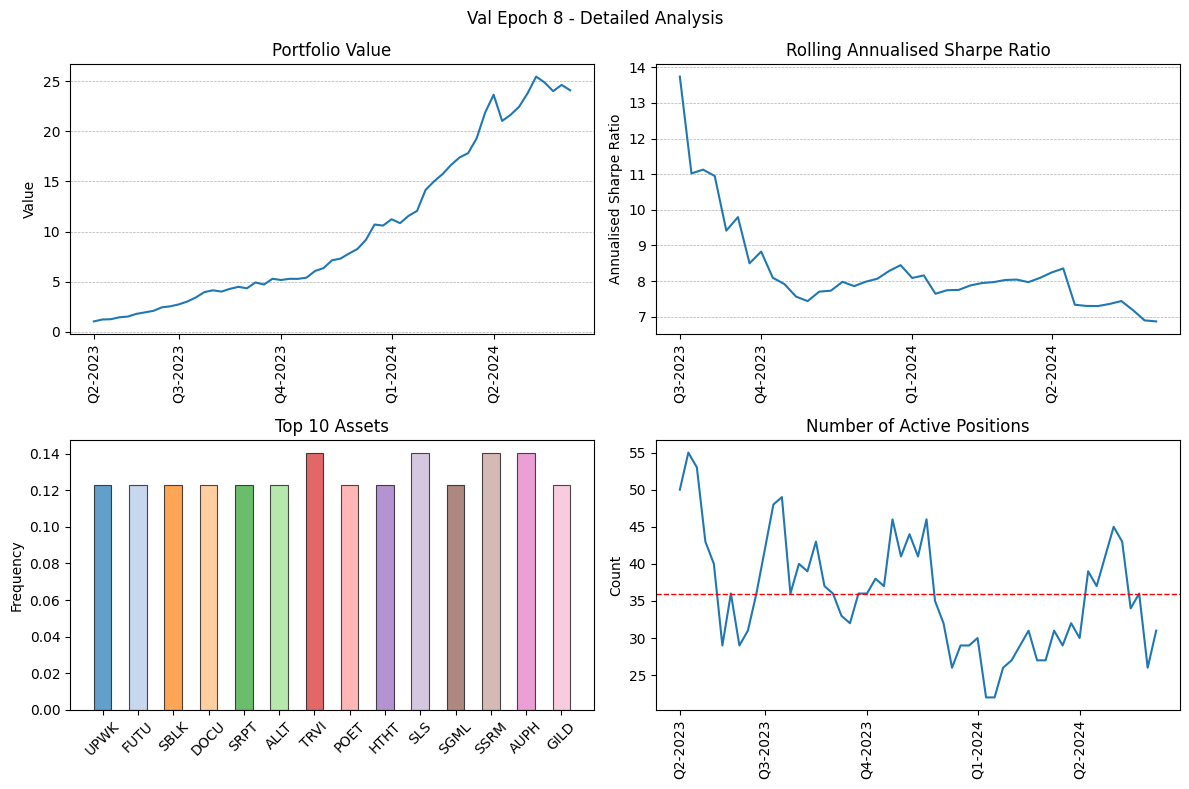 Val Epoch 8 - Detailed Analysis
Portfolio Value
Value
25
20
15
10
5
0
Q2-2023
Q3-2023
Q4-2023
Q1-2024
Q2-2024
Rolling Annualised Sharpe Ratio
Annualised Sharpe Ratio
14
13
12
11
10
9
8
7
Q3-2023
Q4-2023
Q1-2024
Q2-2024
Top 10 Assets
Frequency
0.14
0.12
0.10
0.08
0.06
0.04
0.02
0.00
UPWK
FUTU
SBLK
DOCU
SRPT
ALLT
TRVI
POET
HTHT
SLS
SGML
SSRM
AUPH
GILD
Number of Active Positions
Count
55
50
45
40
35
30
25
Q2-2023
Q3-2023
Q4-2023
Q1-2024
Q2-2024